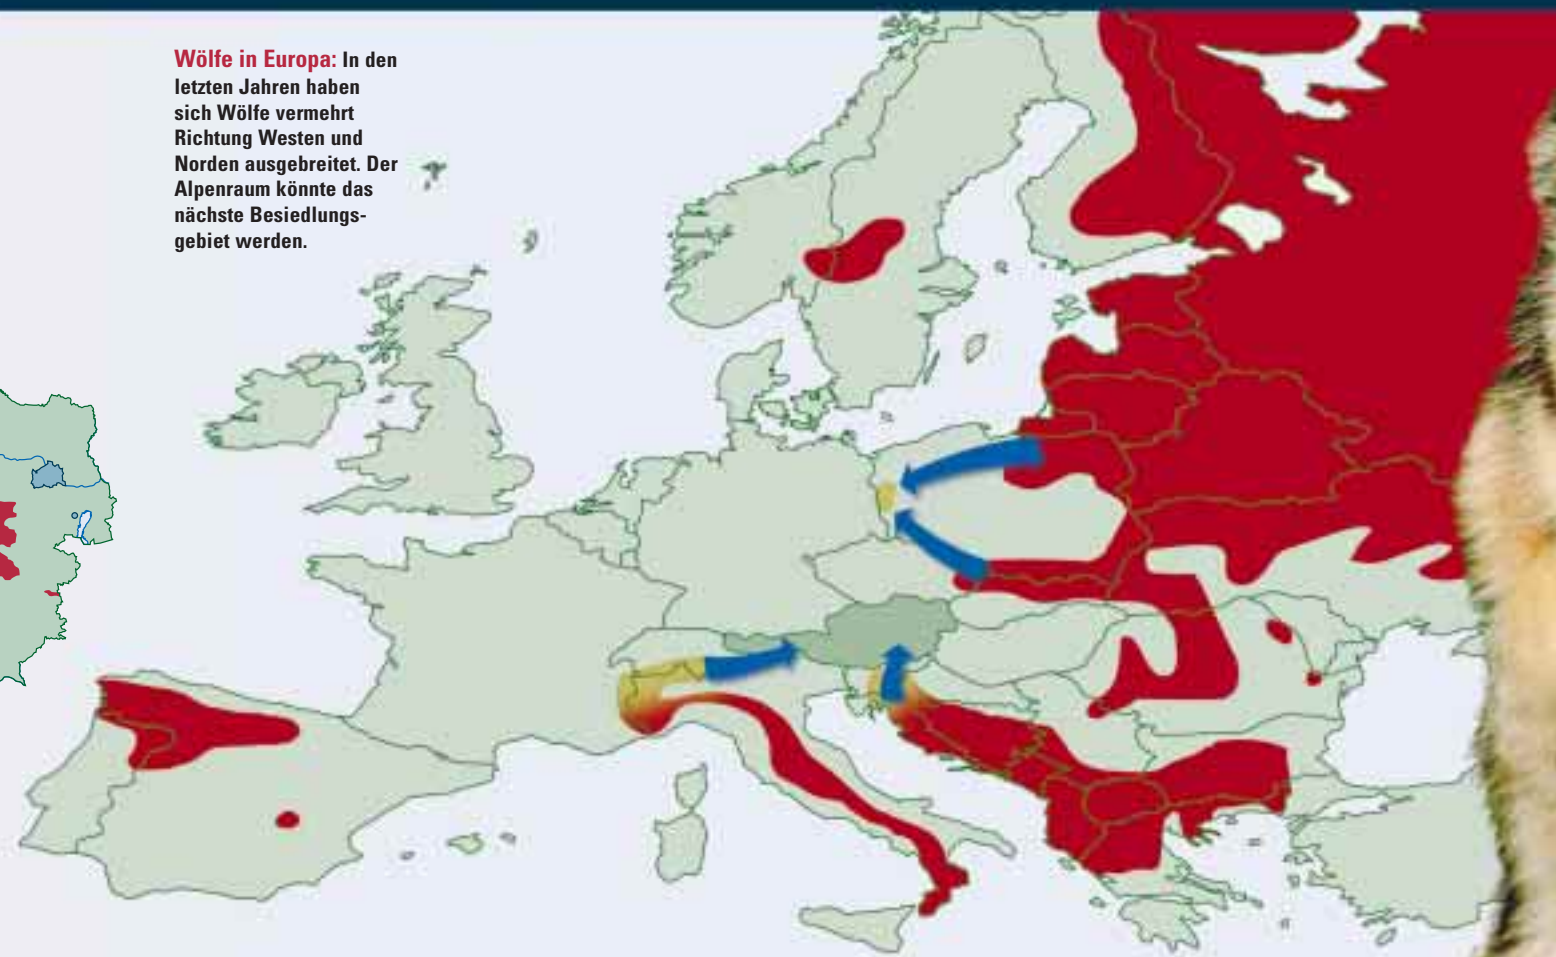 Wölfe in Europa: In den
letzten Jahren haben
sich Wölfe vermehrt
Richtung Westen und
Norden ausgebreitet. Der
Alpenraum könnte das
nächste Besiedlungs-
gebiet werden.